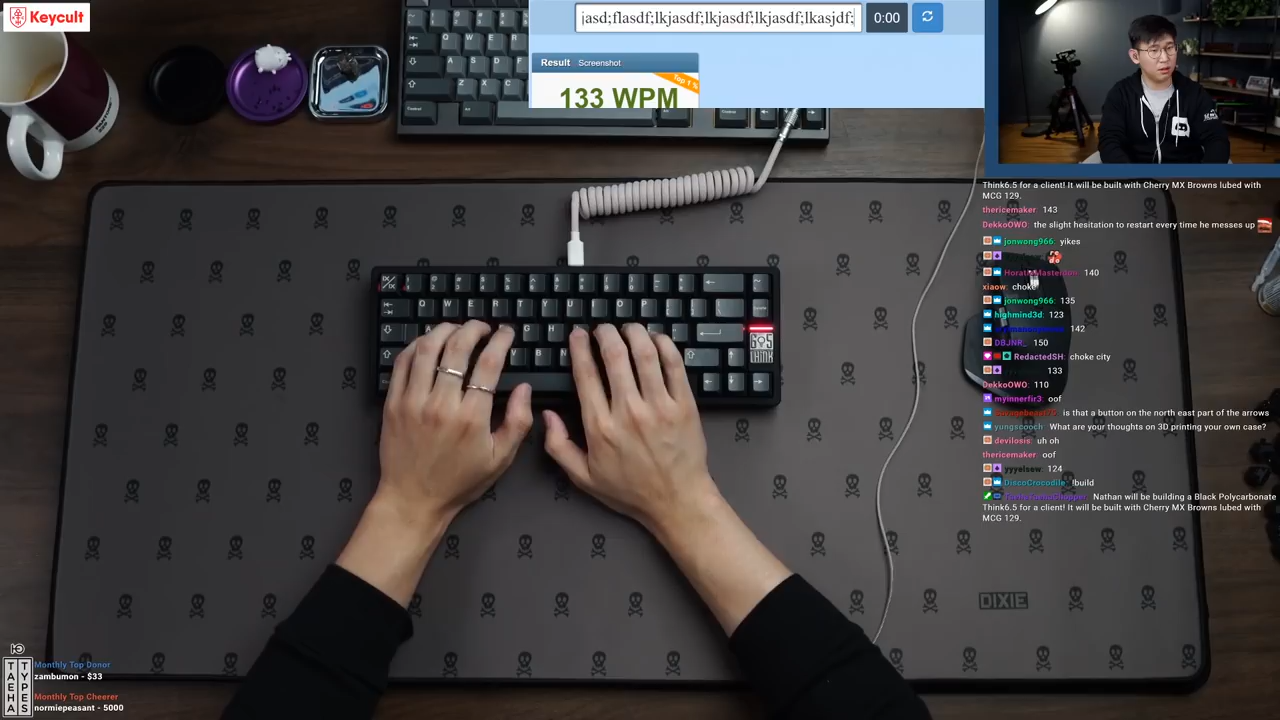 Keycult
jasd;flasdf;lkjasdf;lkjasdf;lkjasdf;lkasjdf;
0:00
Result Screenshot
Top 1 %
133 WPM
Think6.5 for a client! It will be built with Cherry MX Browns lubed with
MCG 129.
thericemaker: 143
DekkoOWO: the slight hesitation to restart every time he messes up
jonwong966: yikes
140
xiaow: choke
jonwong966: 135
highmind3d: 123
142
DBJNR_ 150
RedactedSH: choke city
133
DekkoOWO: 110
myinnerfir3: oof
is that a button on the north east part of the arrows
yungscooch: What are your thoughts on 3D printing your own case?
devilosis: uh oh
thericemaker: oof
yyyelsew: 124
DiscoCrocodile: !build
Nathan will be building a Black Polycarbonate
Think6.5 for a client! It will be built with Cherry MX Browns lubed with
MCG 129.
THINK
DIXIE
TAEHA
TYPES
Monthly Top Donor
zambumon - $33
Monthly Top Cheerer
normiepeasant - 5000